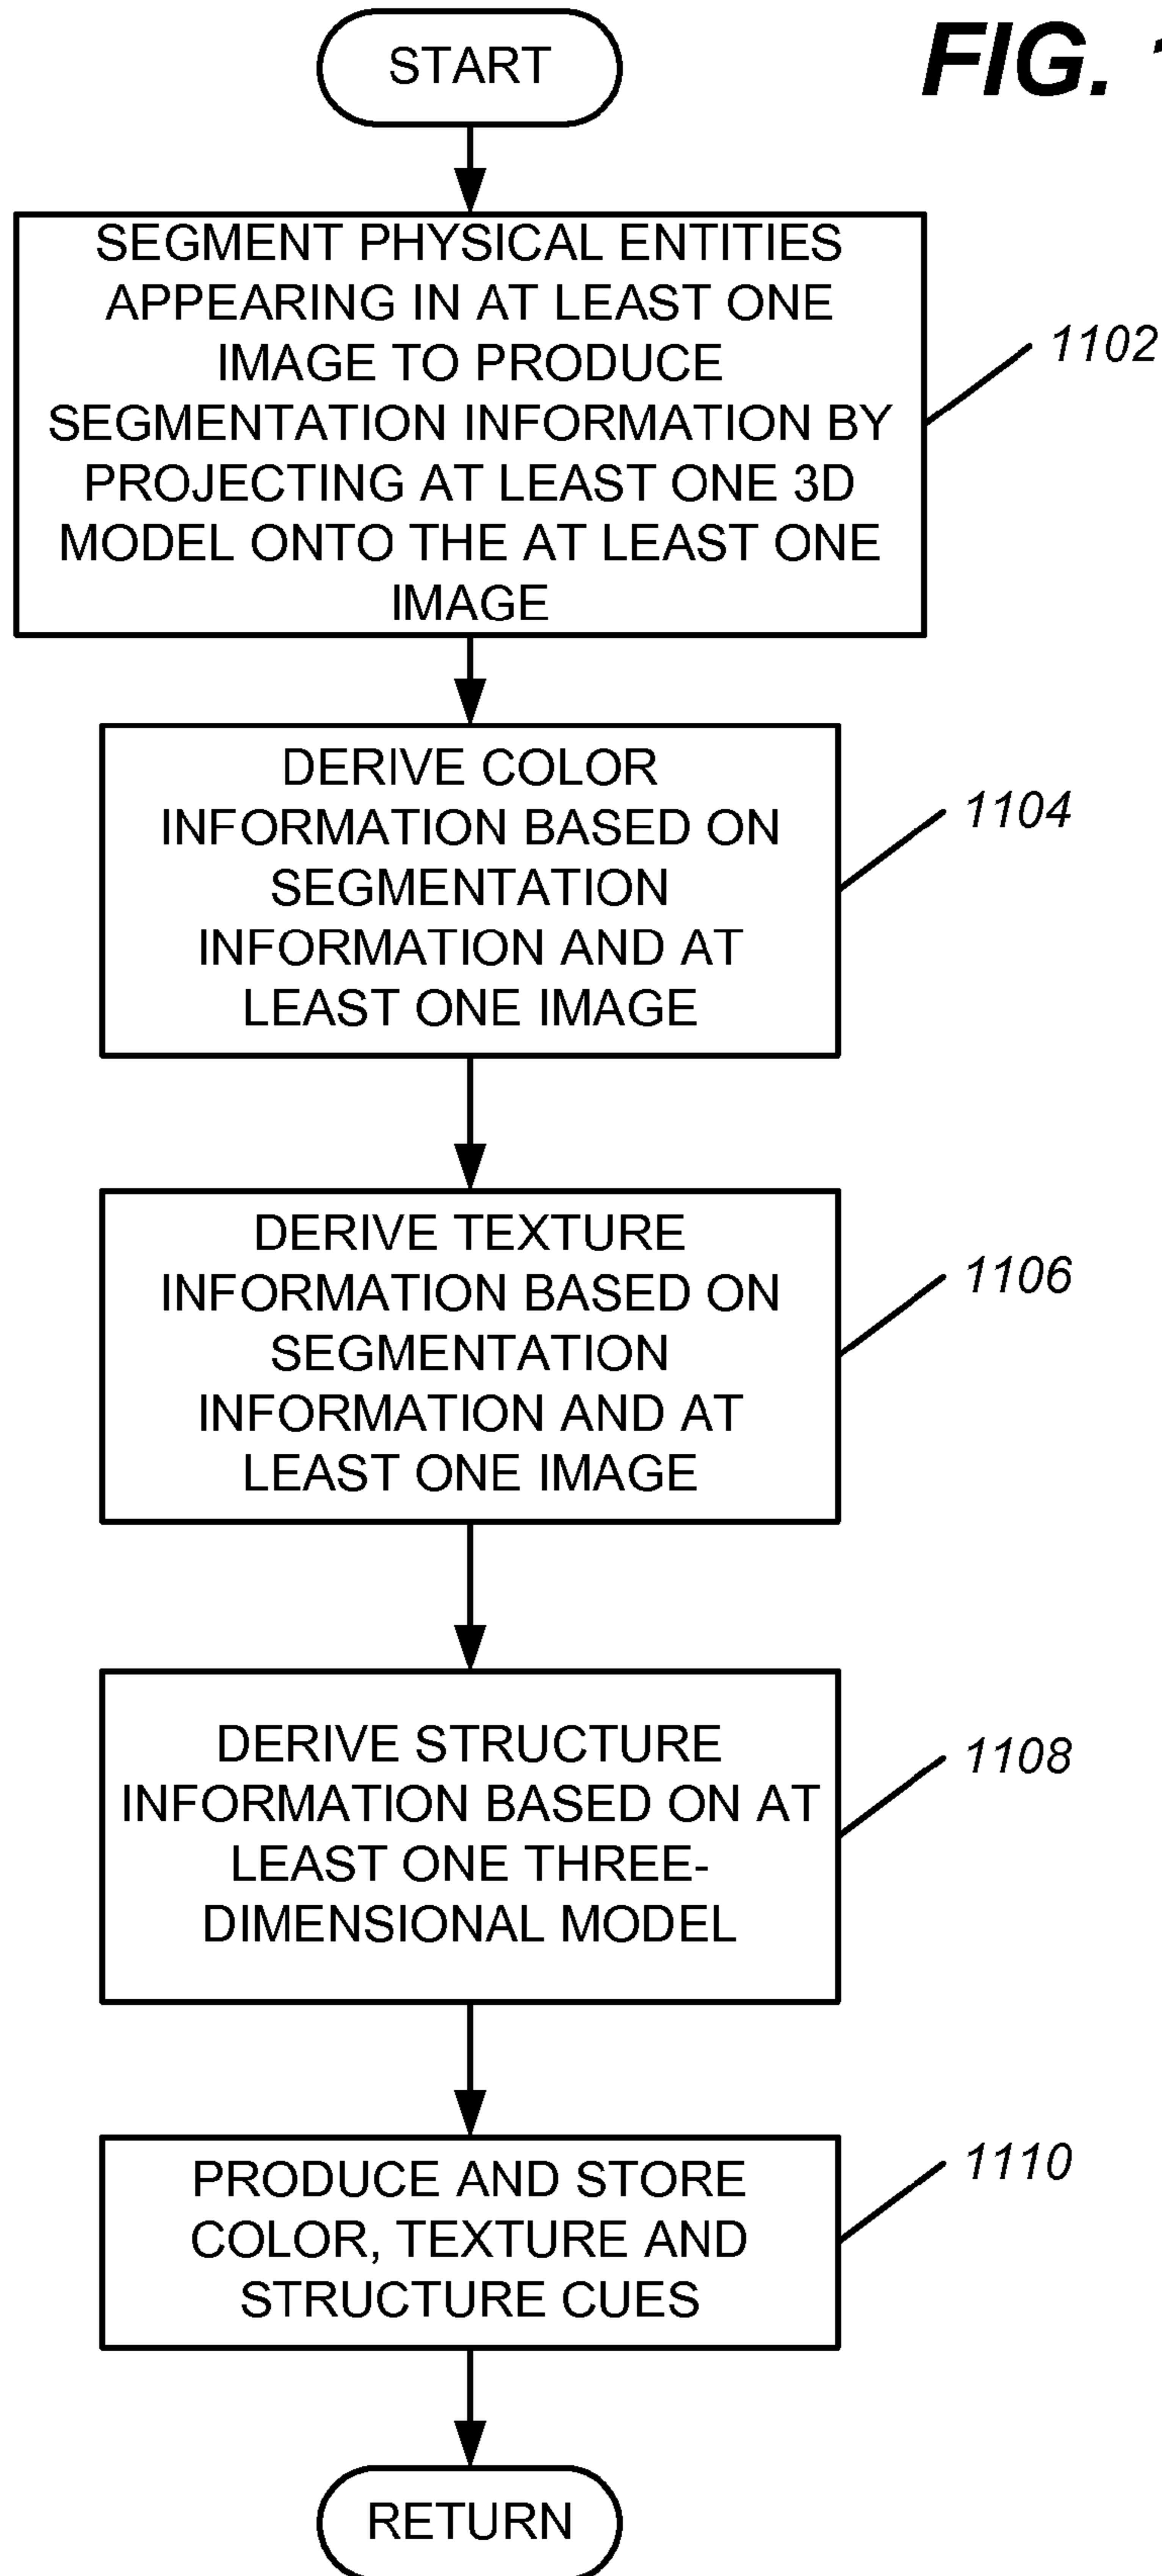 FIG.
START
SEGMENT PHYSICAL ENTITIES
APPEARING IN AT LEAST ONE
IMAGE TO PRODUCE
SEGMENTATION INFORMATION BY
PROJECTING AT LEAST ONE 3D
MODEL ONTO THE AT LEAST ONE
IMAGE
1102
DERIVE COLOR
INFORMATION BASED ON
SEGMENTATION
INFORMATION AND AT
LEAST ONE IMAGE
1104
DERIVE TEXTURE
INFORMATION BASED ON
SEGMENTATION
INFORMATION AND AT
LEAST ONE IMAGE
1106
DERIVE STRUCTURE
INFORMATION BASED ON AT
LEAST ONE THREE-
DIMENSIONAL MODEL
1108
PRODUCE AND STORE
COLOR, TEXTURE AND
STRUCTURE CUES
1110
RETURN